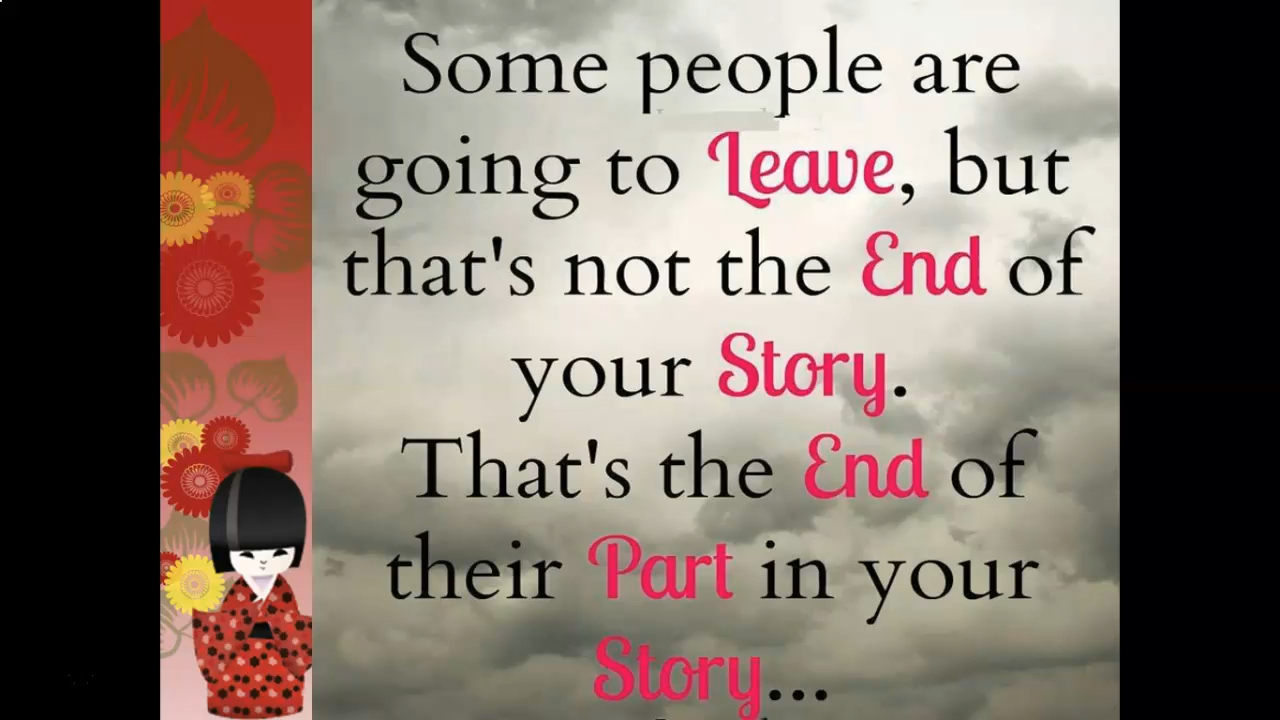 Some people are
going to Leave, but
that's not the End of
your Story.
That's the End of
their Part in your
Story...